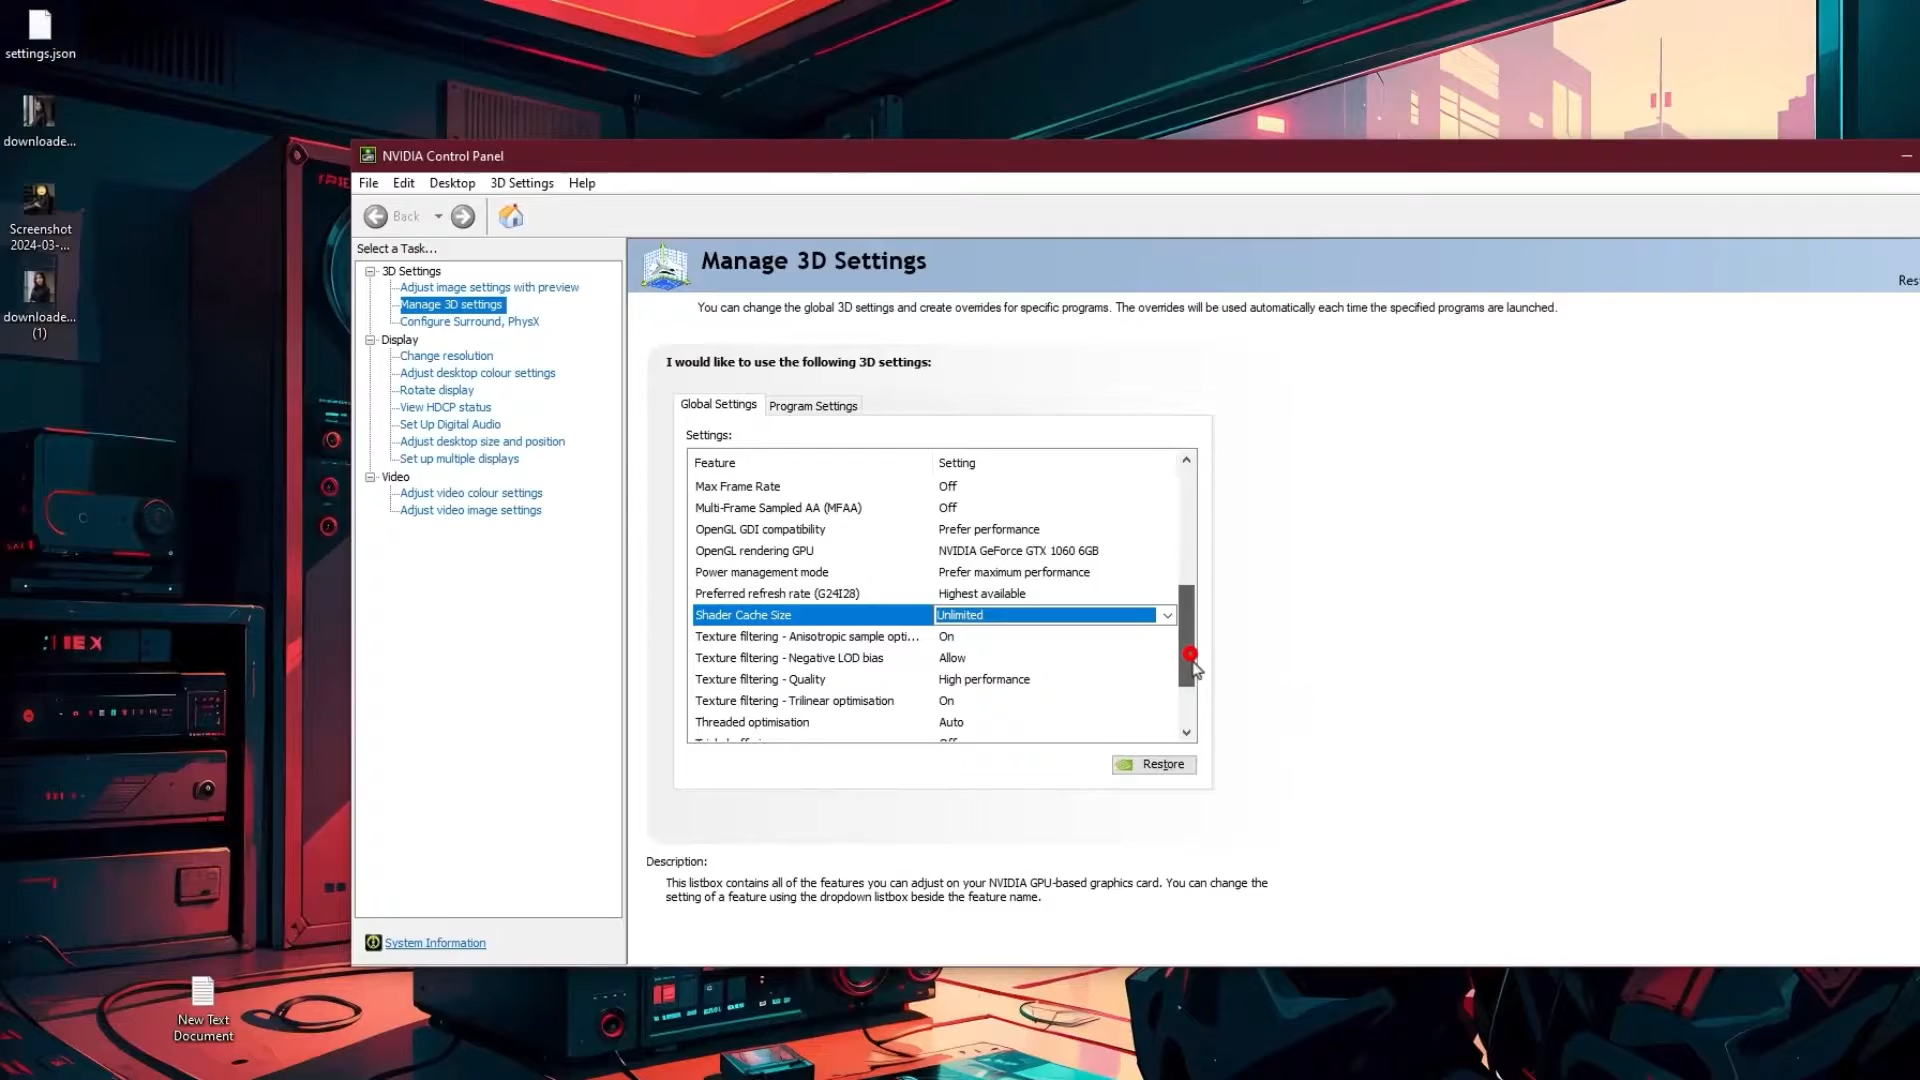 settings.json
downloade...
Screenshot
2024-03-...
downloade...
(1)
New Text
Document
NVIDIA Control Panel
File Edit Desktop 3D Settings Help
Back
Select a Task...
3D Settings
Adjust image settings with preview
Manage 3D settings
Configure Surround, PhysX
Display
Change resolution
Adjust desktop colour settings
Rotate display
View HDCP status
Set Up Digital Audio
Adjust desktop size and position
Set up multiple displays
Video
Adjust video colour settings
Adjust video image settings
System Information
Manage 3D Settings
Res
You can change the global 3D settings and create overrides for specific programs. The overrides will be used automatically each time the specified programs are launched.
I would like to use the following 3D settings:
Global Settings Program Settings
Settings:
Feature Setting
Max Frame Rate Off
Multi-Frame Sampled AA (MFAA) Off
OpenGL GDI compatibility Prefer performance
OpenGL rendering GPU NVIDIA GeForce GTX 1060 6GB
Power management mode Prefer maximum performance
Preferred refresh rate (G24I28) Highest available
Shader Cache Size Unlimited
Texture filtering - Anisotropic sample opti... On
Texture filtering - Negative LOD bias Allow
Texture filtering - Quality High performance
Texture filtering - Trilinear optimisation On
Threaded optimisation Auto
Restore
Description:
This listbox contains all of the features you can adjust on your NVIDIA GPU-based graphics card. You can change the
setting of a feature using the dropdown listbox beside the feature name.